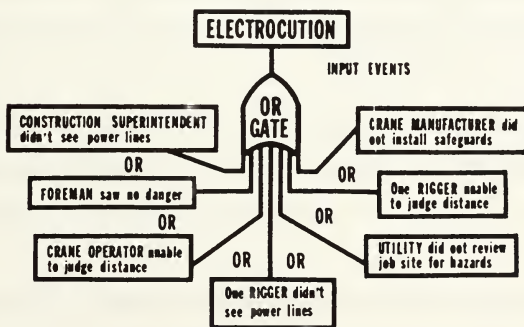 ELECTROCUTION
INPUT EVENTS
OR
GATE
CONSTRUCTION SUPERINTENDENT
didn't see power lines
OR
FOREMAN saw no danger
OR
CRANE OPERATOR unable
to judge distance
OR
One RIGGER didn't
see power lines
OR
UTILITY did not review
job site for hazards
OR
One RIGGER unable
to judge distance
OR
CRANE MANUFACTURER did
not install safeguards